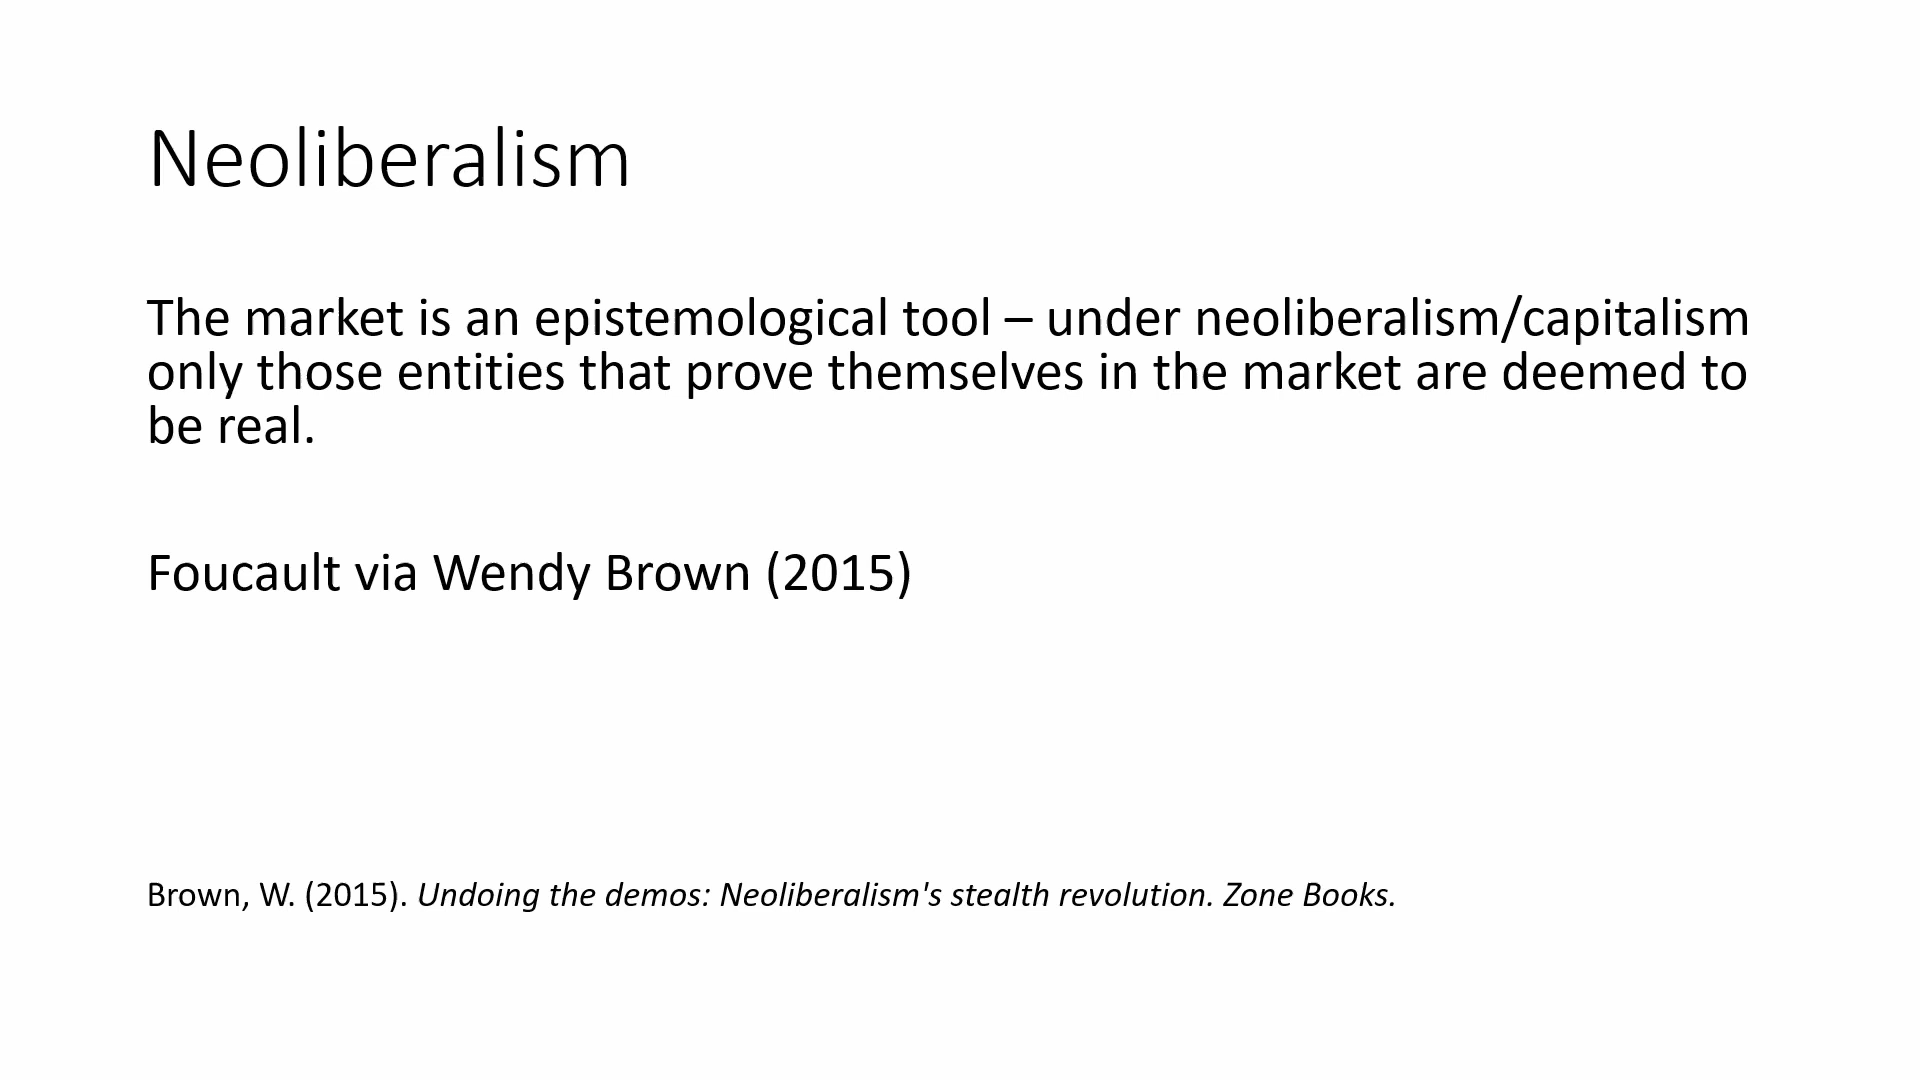 Neoliberalism
The market is an epistemological tool – under neoliberalism/capitalism
only those entities that prove themselves in the market are deemed to
be real.
Foucault via Wendy Brown (2015)
Brown, W. (2015). Undoing the demos: Neoliberalism's stealth revolution. Zone Books.